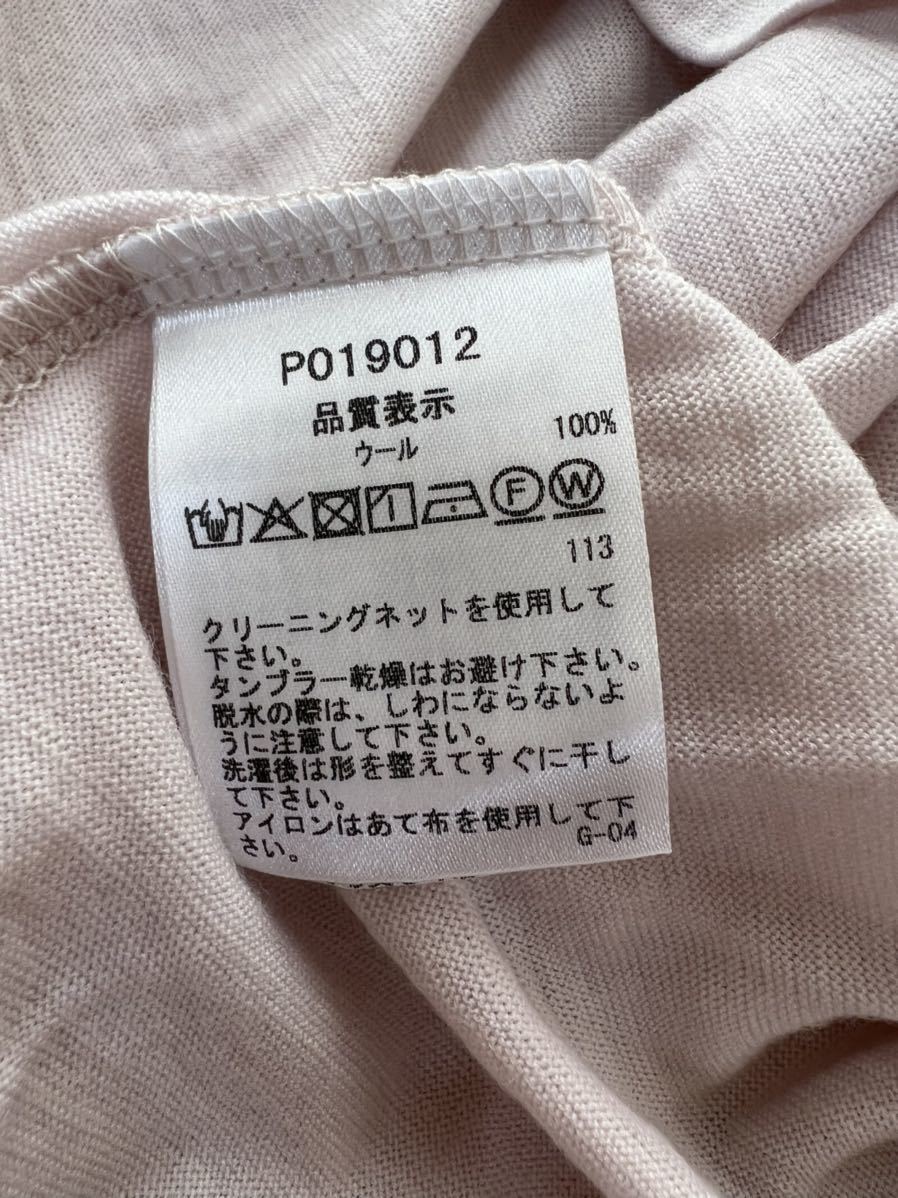 P019012
品質表示
ウール 100%
F W
113
クリーニングネットを使用して
下さい。
タンブラー乾燥はお避け下さい。
脱水の際は、しわにならないよ
うに注意して下さい。
洗濯後は形を整えてすぐに干し
て下さい。
アイロンはあて布を使用して下
さい。
G-04